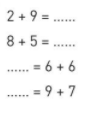 2 + 9 = ......
8 + 5 = ......
...... = 6 + 6
...... = 9 + 7